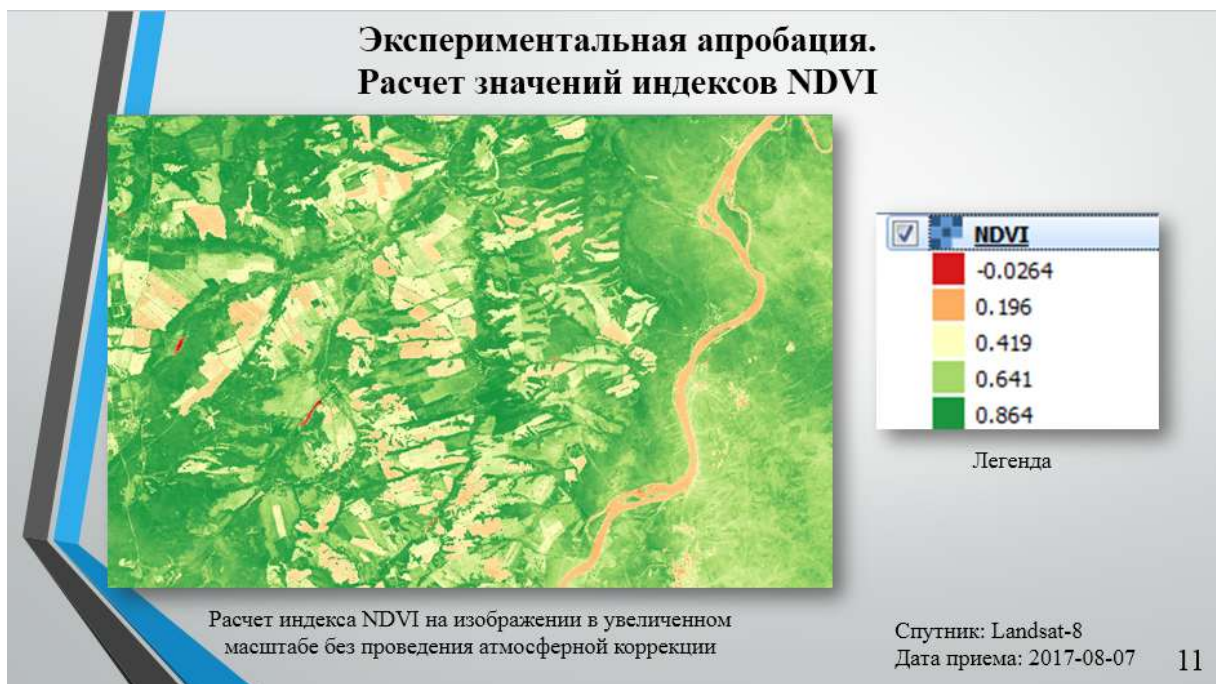 Экспериментальная апробация.
Расчет значений индексов NDVI
NDVI
-0.0264
0.196
0.419
0.641
0.864
Легенда
Расчет индекса NDVI на изображении в увеличенном
масштабе без проведения атмосферной коррекции
Спутник: Landsat-8
Дата приема: 2017-08-07
11